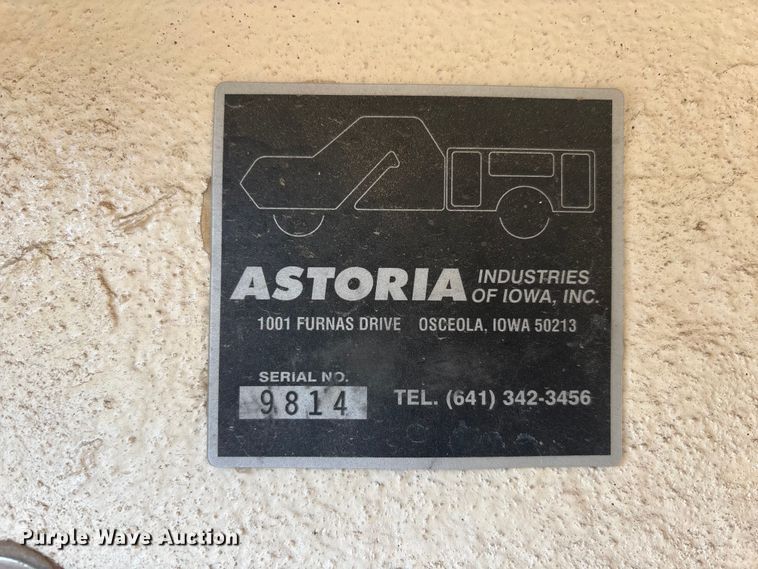 ASTORIA INDUSTRIES
OF IOWA, INC.
1001 FURNAS DRIVE OSCEOLA, IOWA 50213
SERIAL NO.
9814
TEL. (641) 342-3456
Purple Wave Auction